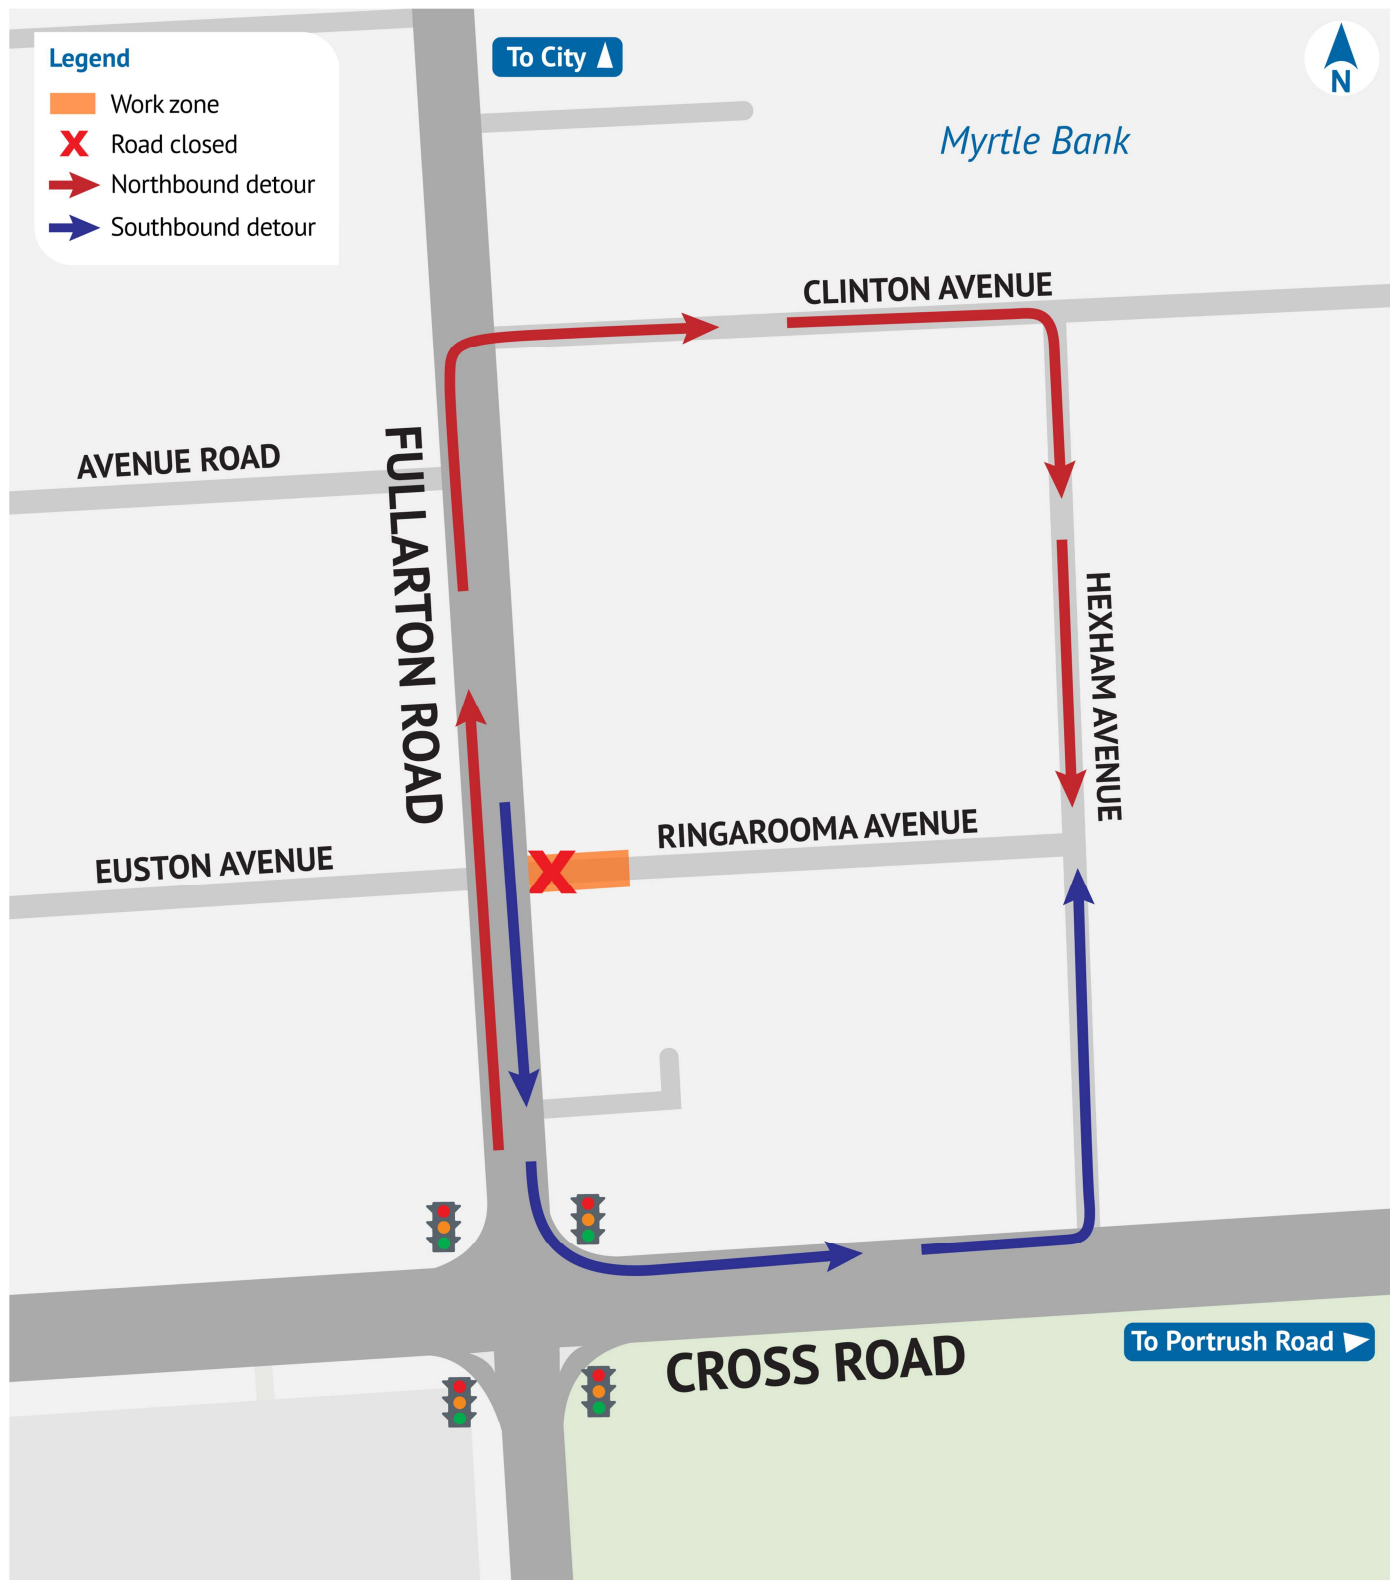 Legend
Work zone
Road closed
Northbound detour
Southbound detour
To City
N
Myrtle Bank
CLINTON AVENUE
AVENUE ROAD
FULLARTON ROAD
HEXHAM AVENUE
RINGAROOMA AVENUE
EUSTON AVENUE
To Portrush Road
CROSS ROAD